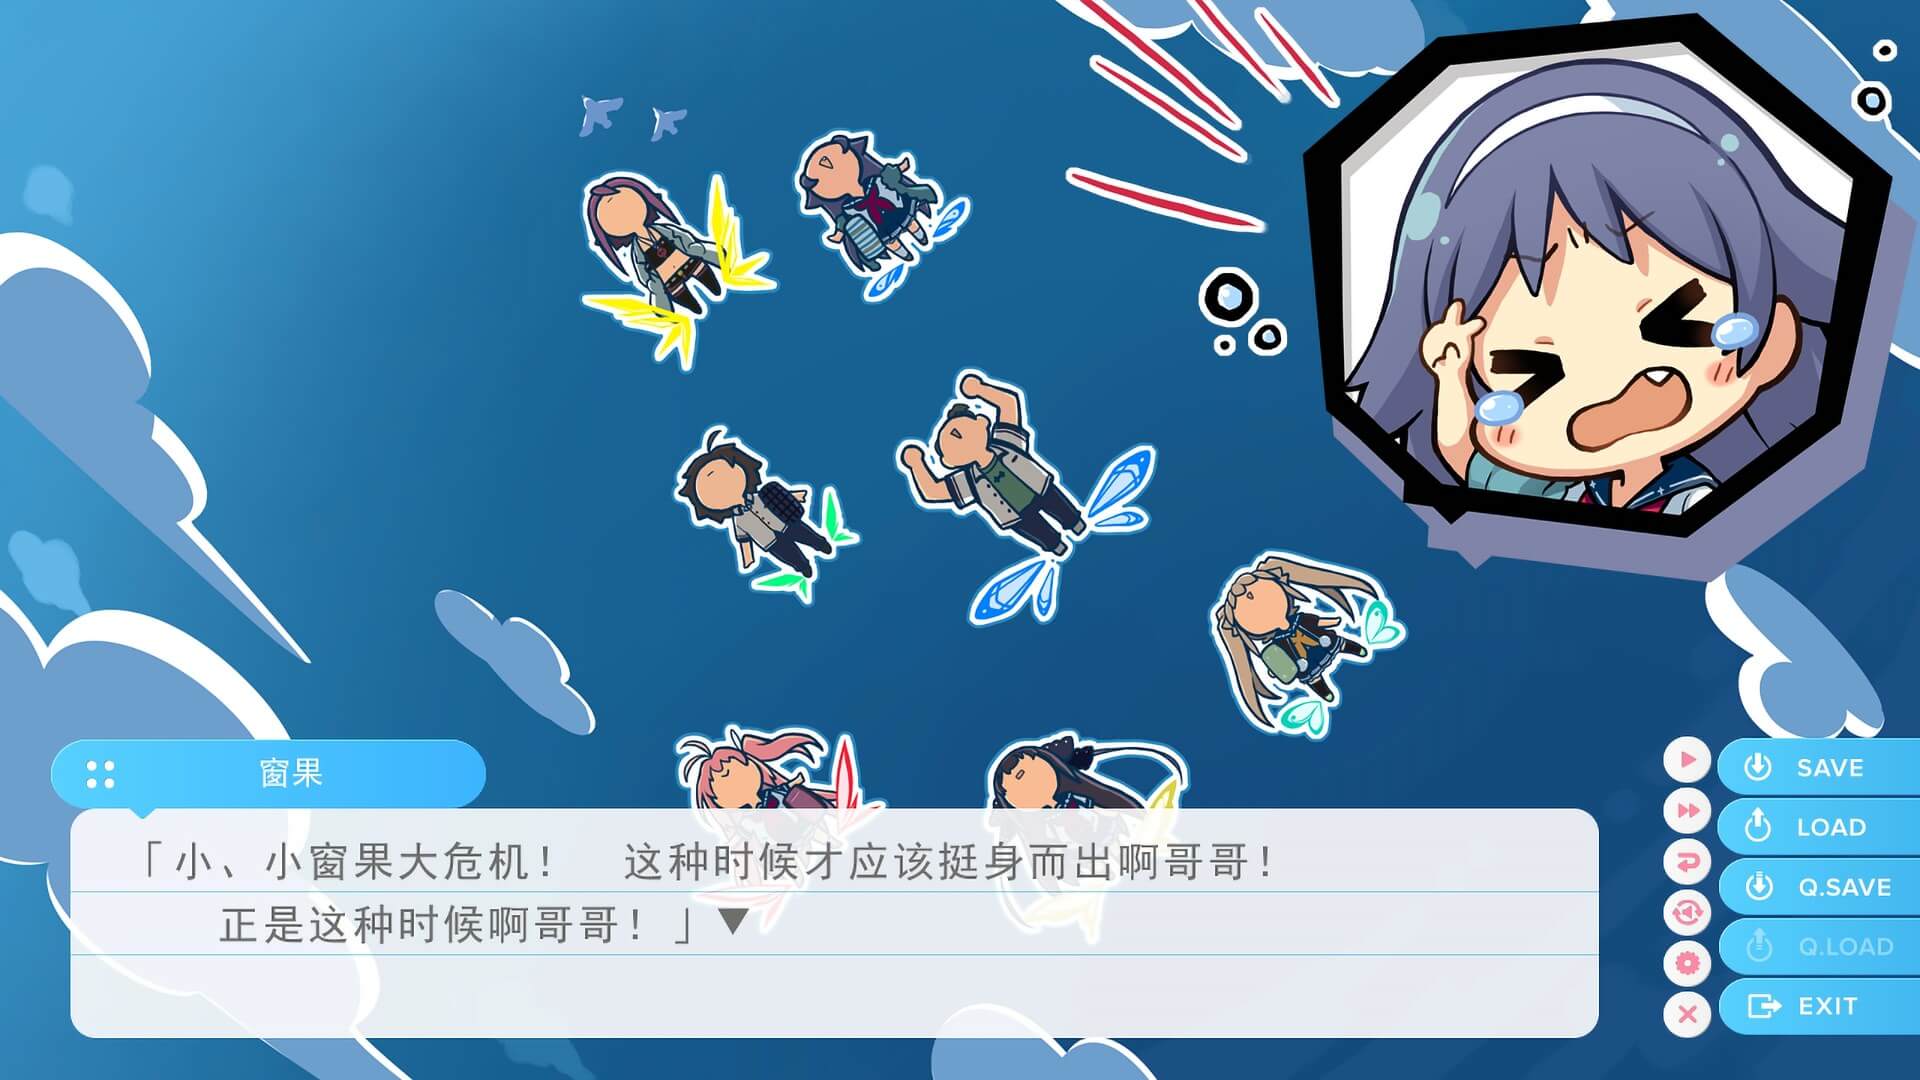 窗果
「小、小窗果大危机！　这种时候才应该挺身而出啊哥哥！
正是这种时候啊哥哥！」▼
SAVE
LOAD
Q.SAVE
Q.LOAD
EXIT